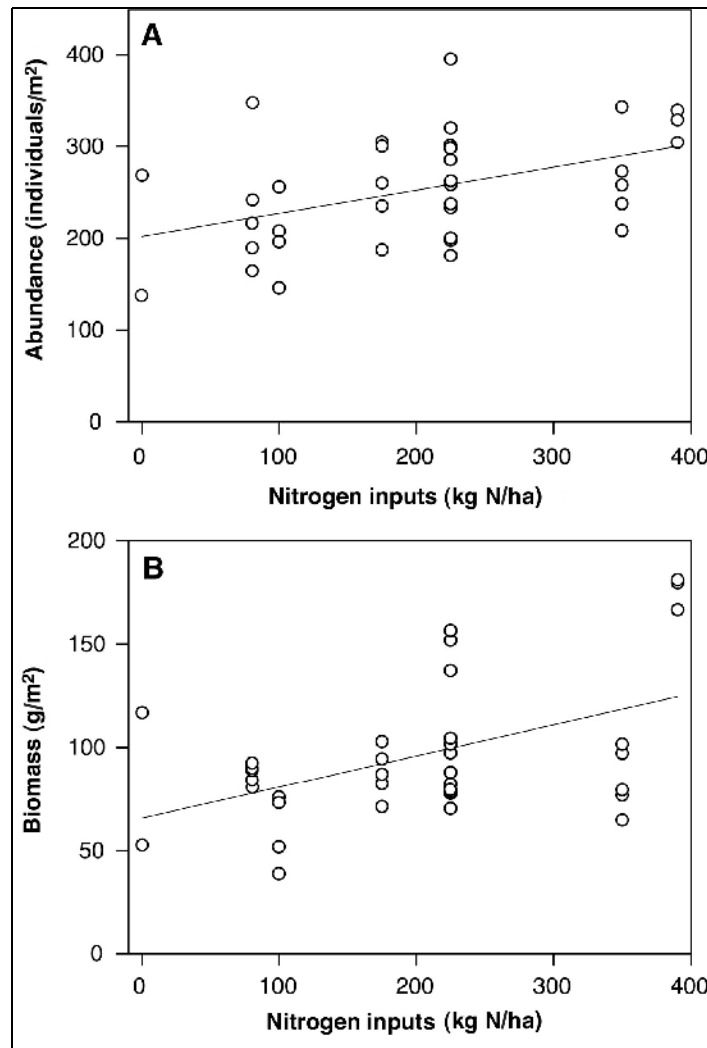 A
Abundance (individuals/m²)
400
300
200
100
0
0 100 200 300 400
Nitrogen inputs (kg N/ha)
B
Biomass (g/m²)
200
150
100
50
0
0 100 200 300 400
Nitrogen inputs (kg N/ha)